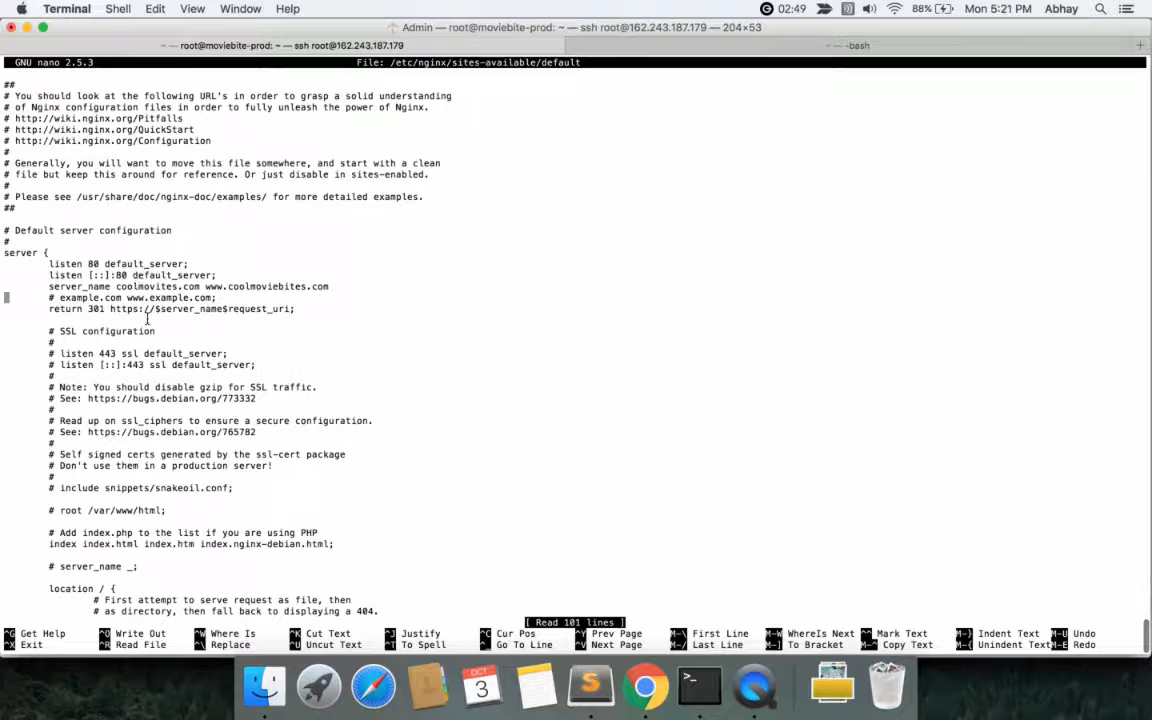 Terminal Shell Edit View Window Help 02:49 88% Mon 5:21 PM Abhay
Admin — root@moviebite-prod: ~ — ssh root@162.243.187.179 — 204×53
~ — root@moviebite-prod: ~ — ssh root@162.243.187.179 ~ — -bash
GNU nano 2.5.3 File: /etc/nginx/sites-available/default
##
# You should look at the following URL's in order to grasp a solid understanding
# of Nginx configuration files in order to fully unleash the power of Nginx.
# http://wiki.nginx.org/Pitfalls
# http://wiki.nginx.org/QuickStart
# http://wiki.nginx.org/Configuration
#
# Generally, you will want to move this file somewhere, and start with a clean
# file but keep this around for reference. Or just disable in sites-enabled.
#
# Please see /usr/share/doc/nginx-doc/examples/ for more detailed examples.
##
# Default server configuration
#
server {
listen 80 default_server;
listen [::]:80 default_server;
server_name coolmovites.com www.coolmoviebites.com
# example.com www.example.com;
return 301 https://$server_name$request_uri;
# SSL configuration
#
# listen 443 ssl default_server;
# listen [::]:443 ssl default_server;
#
# Note: You should disable gzip for SSL traffic.
# See: https://bugs.debian.org/773332
#
# Read up on ssl_ciphers to ensure a secure configuration.
# See: https://bugs.debian.org/765782
#
# Self signed certs generated by the ssl-cert package
# Don't use them in a production server!
#
# include snippets/snakeoil.conf;
# root /var/www/html;
# Add index.php to the list if you are using PHP
index index.html index.htm index.nginx-debian.html;
# server_name _;
location / {
# First attempt to serve request as file, then
# as directory, then fall back to displaying a 404.
[ Read 101 lines ]
^G Get Help ^O Write Out ^W Where Is ^K Cut Text ^J Justify ^C Cur Pos ^Y Prev Page M-\ First Line M-W WhereIs Next ^^ Mark Text M-} Indent Text M-U Undo
^X Exit ^R Read File ^\ Replace ^U Uncut Text ^T To Spell ^_ Go To Line ^V Next Page M-/ Last Line M-] To Bracket M-^ Copy Text M-{ Unindent Text M-E Redo
OCT
3